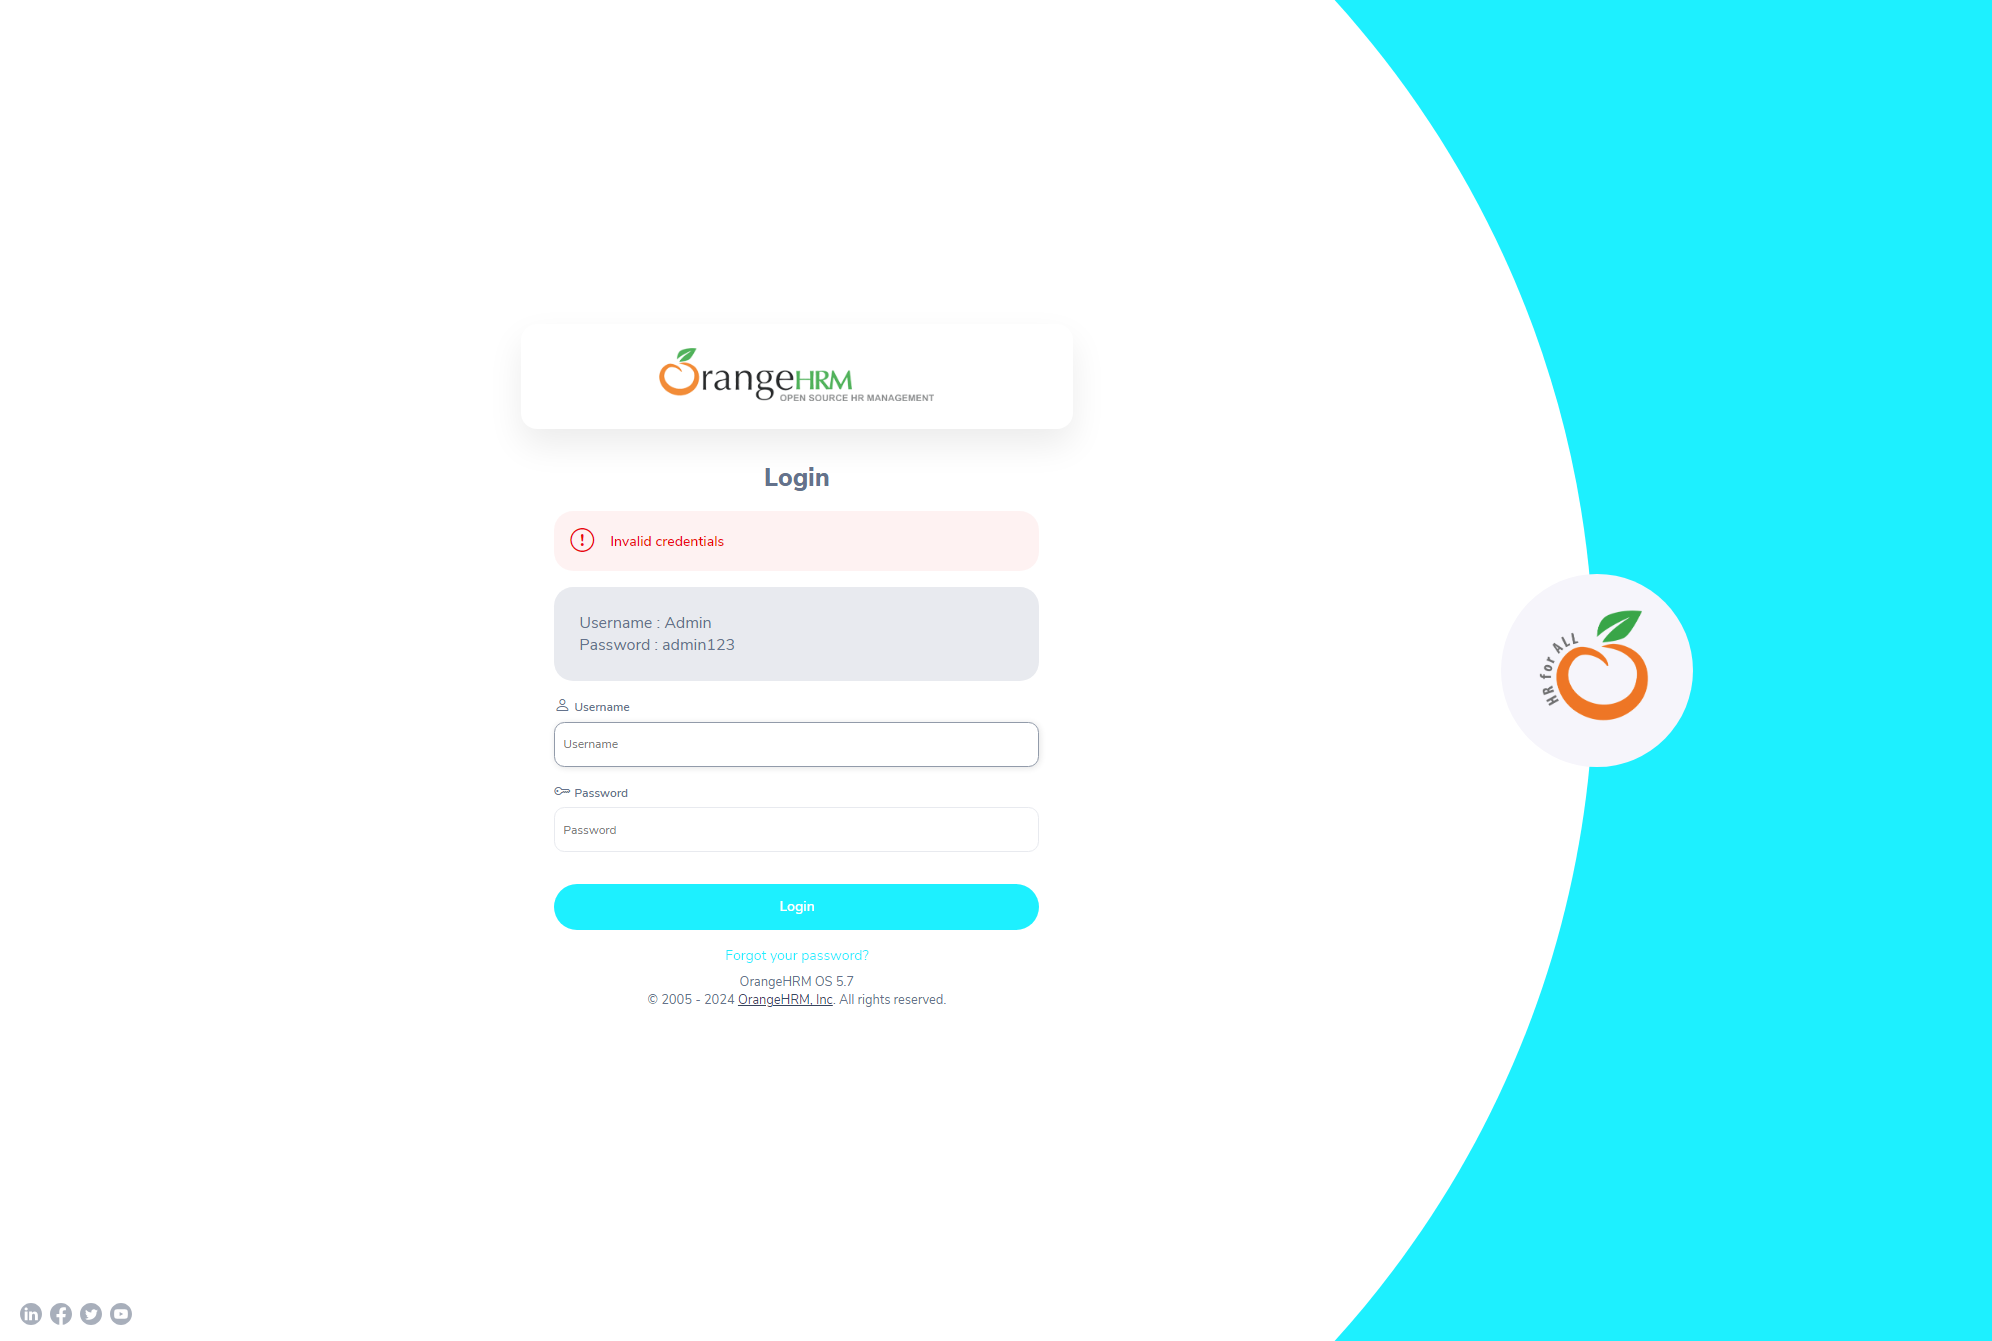 OrangeHRM
OPEN SOURCE HR MANAGEMENT
Login
Invalid credentials
Username : Admin
Password : admin123
Username
Username
Password
Password
Login
Forgot your password?
OrangeHRM OS 5.7
© 2005 - 2024 OrangeHRM, Inc. All rights reserved.
HR for ALL